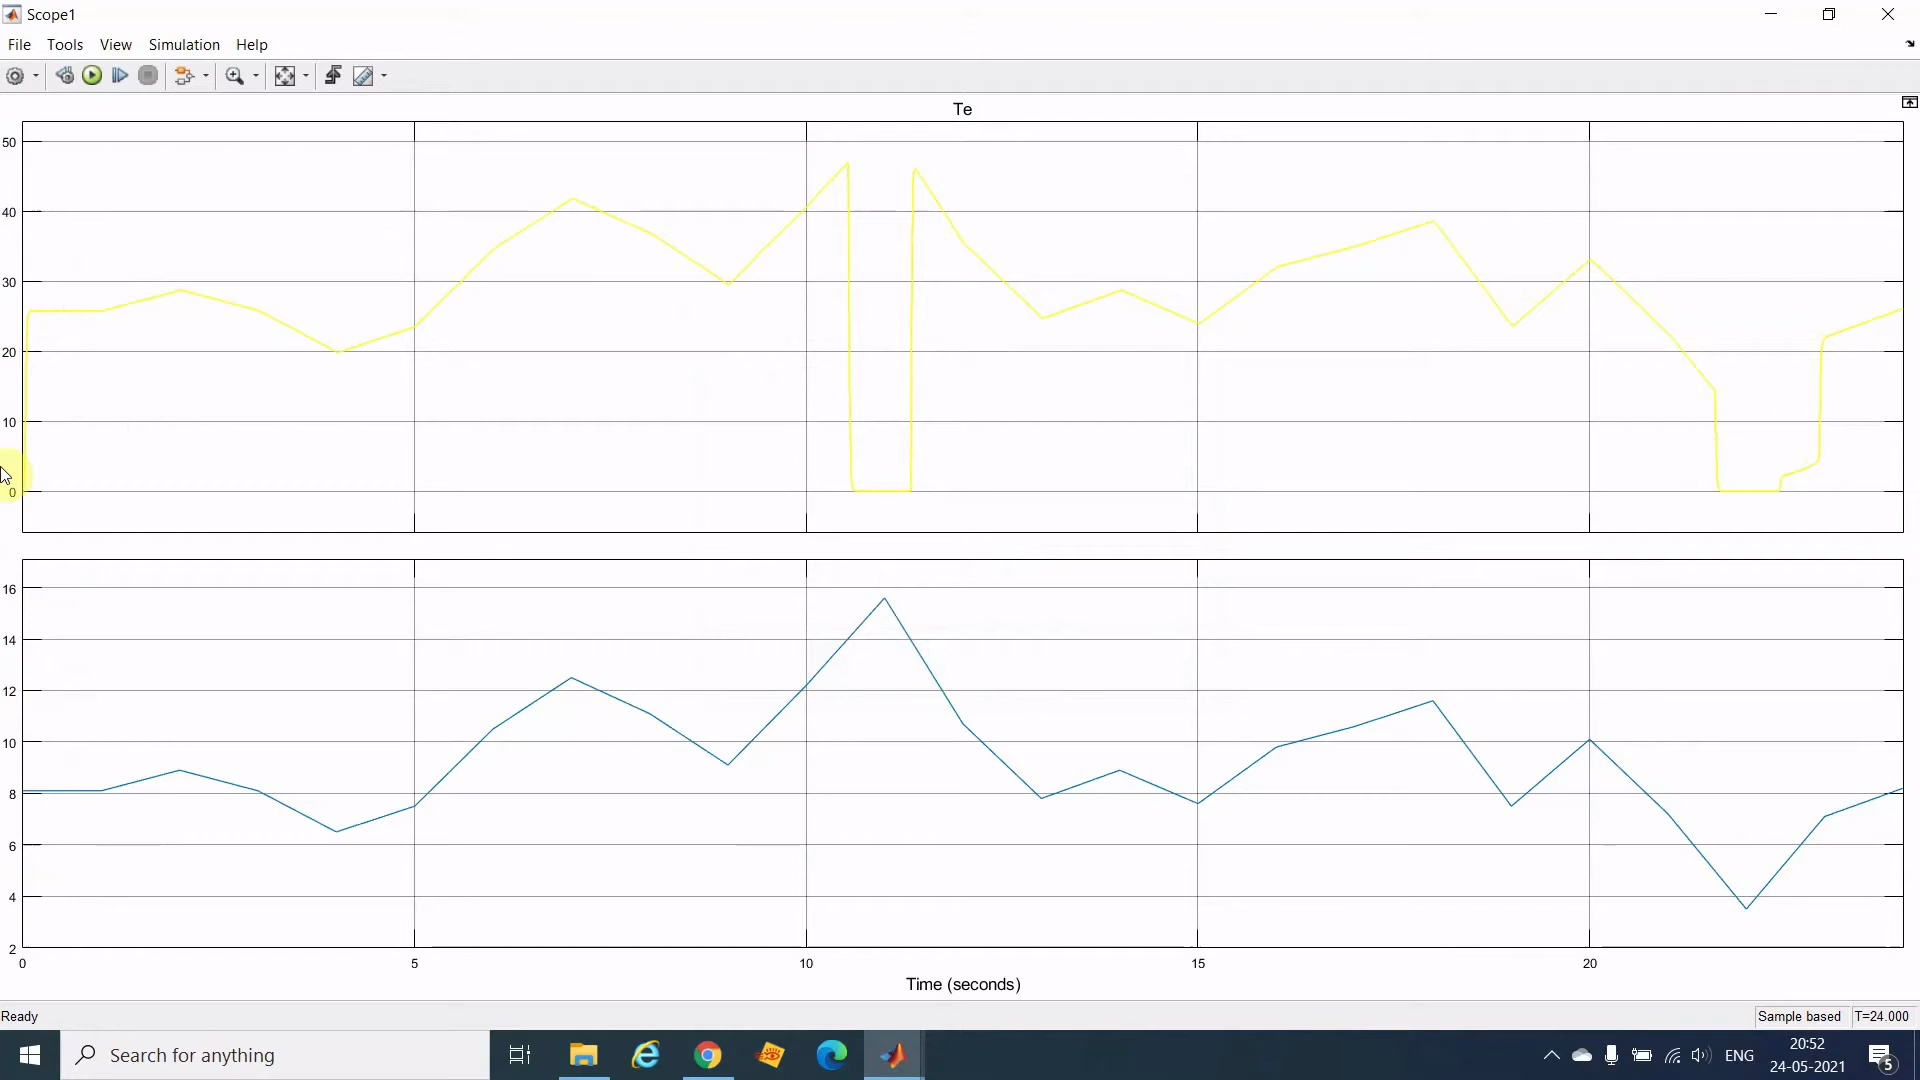 Scope1
File Tools View Simulation Help
Te
50
40
30
20
10
0
16
14
12
10
8
6
4
2
0 5 10 15 20
Time (seconds)
Ready
Sample based T=24.000
Search for anything
ENG
20:52
24-05-2021
5